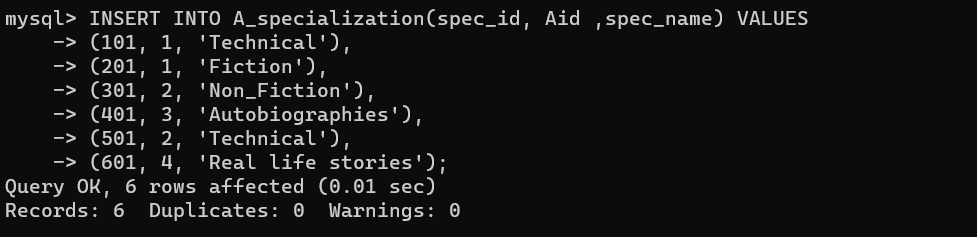 mysql> INSERT INTO A_specialization(spec_id, Aid ,spec_name) VALUES
    -> (101, 1, 'Technical'),
    -> (201, 1, 'Fiction'),
    -> (301, 2, 'Non_Fiction'),
    -> (401, 3, 'Autobiographies'),
    -> (501, 2, 'Technical'),
    -> (601, 4, 'Real life stories');
Query OK, 6 rows affected (0.01 sec)
Records: 6  Duplicates: 0  Warnings: 0